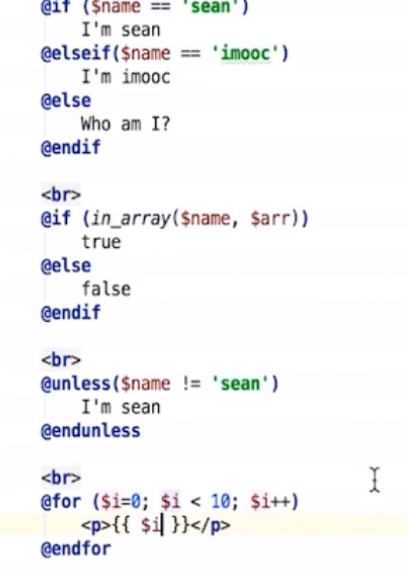 @if ($name == 'sean')
I'm sean
@elseif($name == 'imooc')
I'm imooc
@else
Who am I?
@endif
<br>
@if (in_array($name, $arr))
true
@else
false
@endif
<br>
@unless($name != 'sean')
I'm sean
@endunless
<br>
@for ($i=0; $i < 10; $i++)
<p>{{ $i }}</p>
@endfor